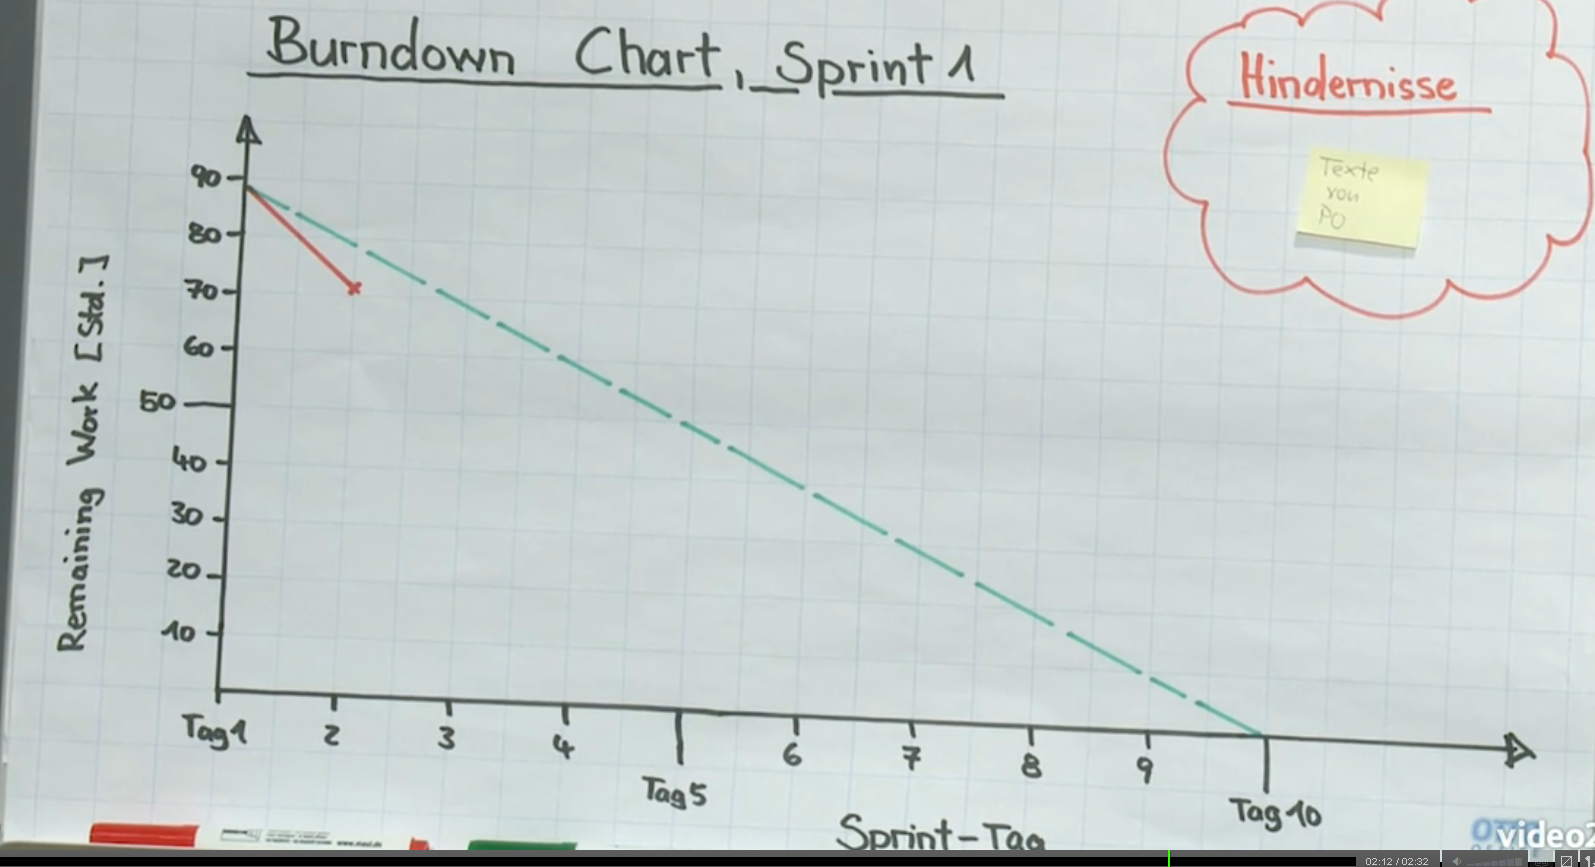 Burndown Chart, Sprint 1
Hindernisse
Texte
von
PO
Remaining Work [Std.]
90
80
70
60
50
40
30
20
10
Tag 1
2
3
4
Tag 5
6
7
8
9
Tag 10
Sprint-Tag
video2
02:12 / 02:32